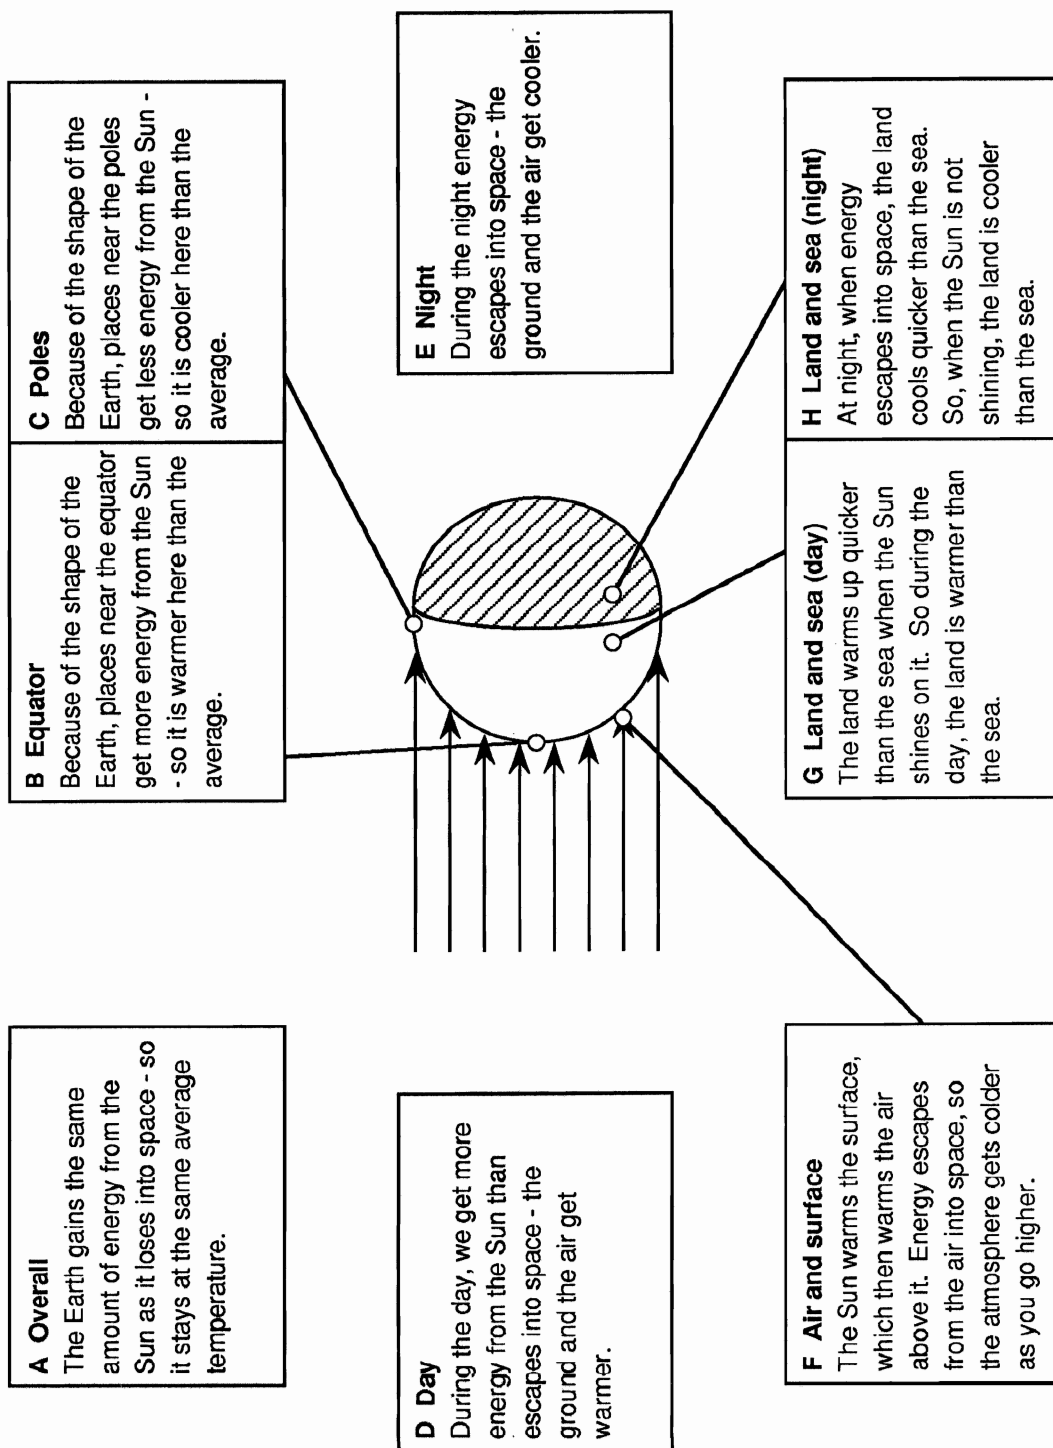 A Overall
The Earth gains the same
amount of energy from the
Sun as it loses into space - so
it stays at the same average
temperature.
B Equator
Because of the shape of the
Earth, places near the equator
get more energy from the Sun
- so it is warmer here than the
average.
C Poles
Because of the shape of the
Earth, places near the poles
get less energy from the Sun -
so it is cooler here than the
average.
D Day
During the day, we get more
energy from the Sun than
escapes into space - the
ground and the air get
warmer.
E Night
During the night energy
escapes into space - the
ground and the air get cooler.
F Air and surface
The Sun warms the surface,
which then warms the air
above it. Energy escapes
from the air into space, so
the atmosphere gets colder
as you go higher.
G Land and sea (day)
The land warms up quicker
than the sea when the Sun
shines on it. So during the
day, the land is warmer than
the sea.
H Land and sea (night)
At night, when energy
escapes into space, the land
cools quicker than the sea.
So, when the Sun is not
shining, the land is cooler
than the sea.